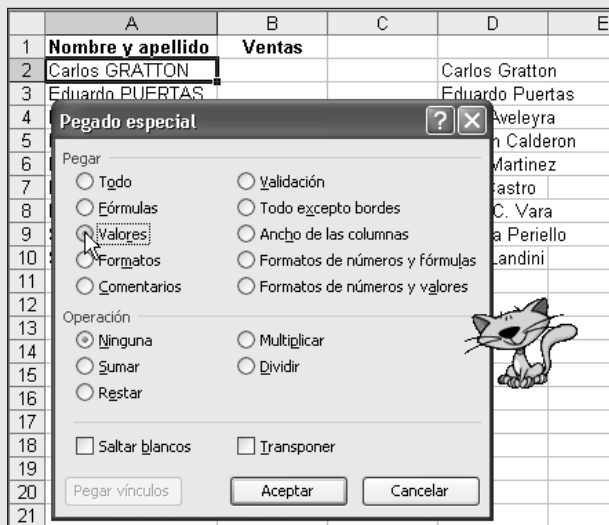 A B C D E
1 Nombre y apellido Ventas
2 Carlos GRATTON Carlos Gratton
3 Eduardo PUERTAS Eduardo Puertas
4 Aveleyra
5 Calderon
6 Martinez
7 Castro
8 C. Vara
9 Periello
10 Landini
11
12
13
14
15
16
17
18
19
20
21
Pegado especial
Pegar
Todo Validación
Fórmulas Todo excepto bordes
Valores Ancho de las columnas
Formatos Formatos de números y fórmulas
Comentarios Formatos de números y valores
Operación
Ninguna Multiplicar
Sumar Dividir
Restar
Saltar blancos Transponer
Pegar vínculos Aceptar Cancelar